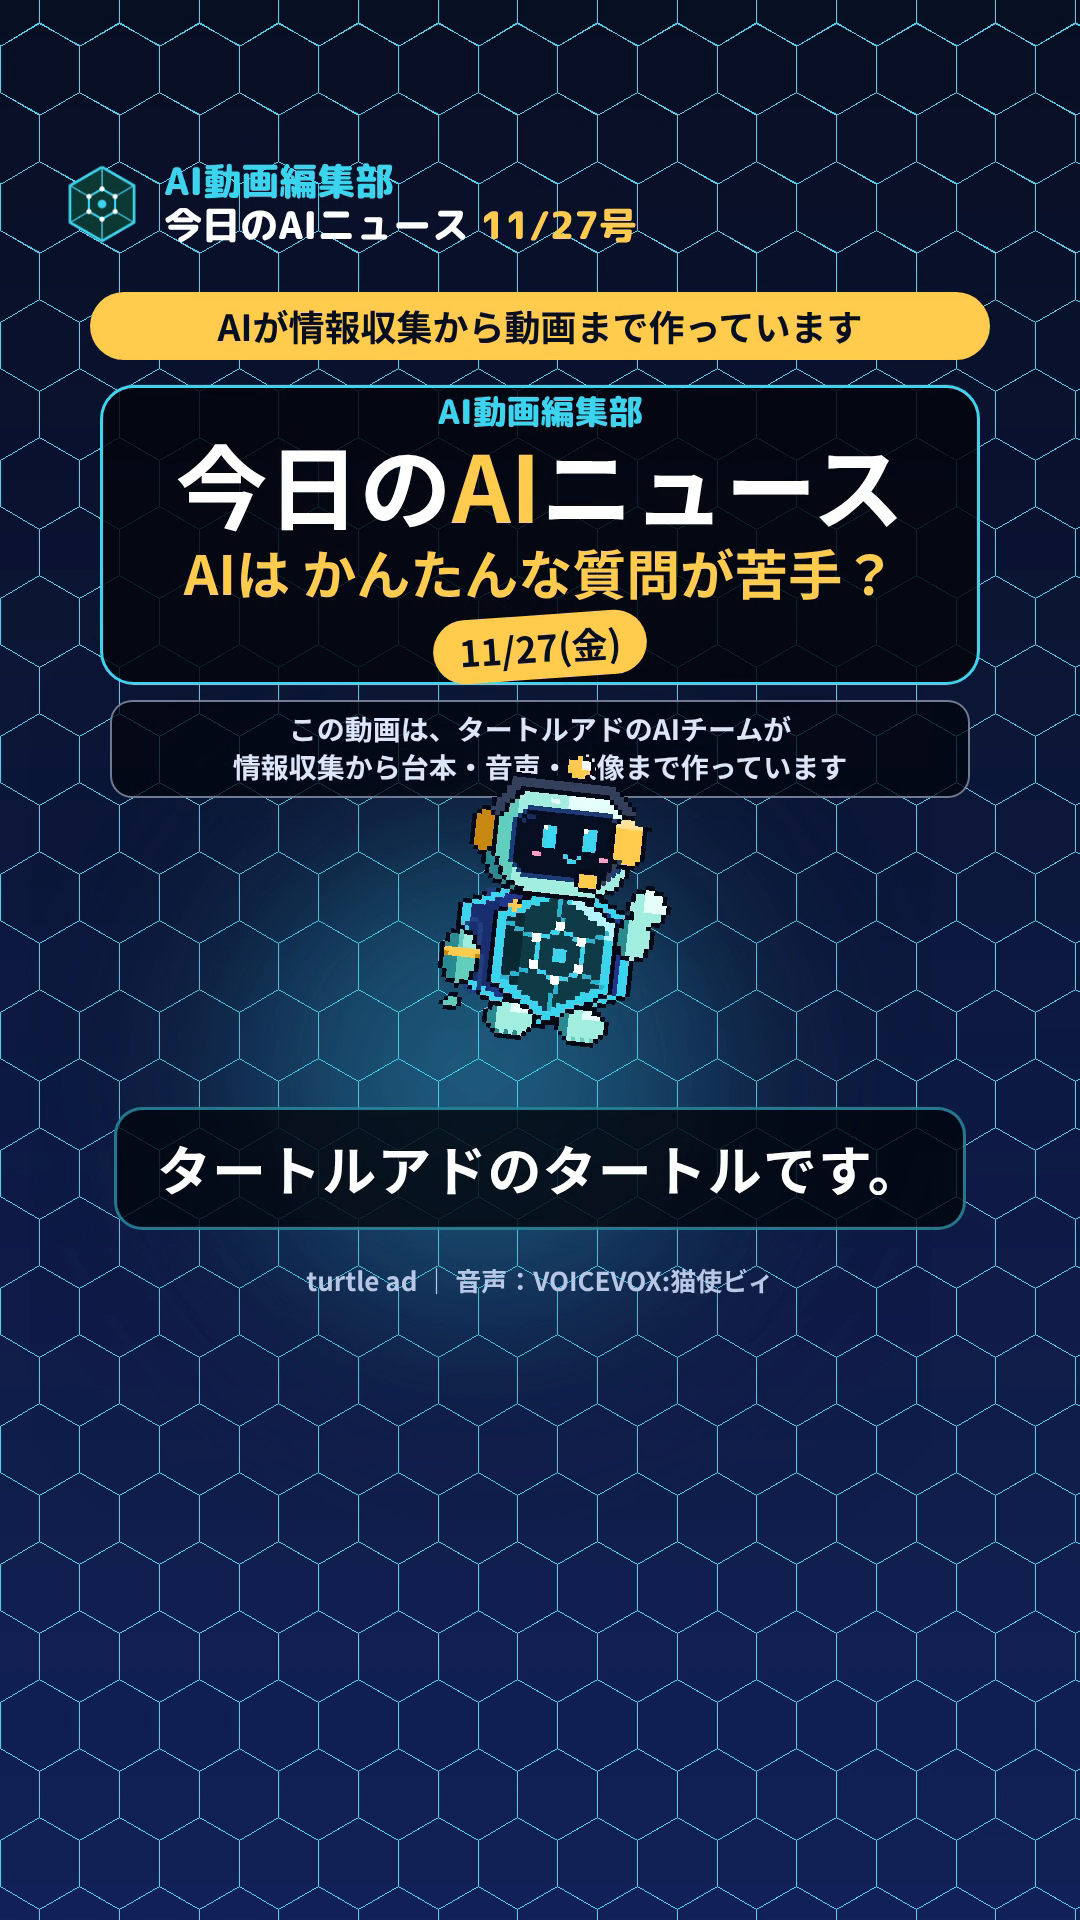 AI動画編集部
今日のAIニュース 11/27号
AIが情報収集から動画まで作っています
AI動画編集部
今日のAIニュース
AIは かんたんな質問が苦手？
11/27(金)
この動画は、タートルアドのAIチームが
情報収集から台本・音声・像まで作っています
タートルアドのタートルです。
turtle ad ｜ 音声：VOICEVOX:猫使ビィ